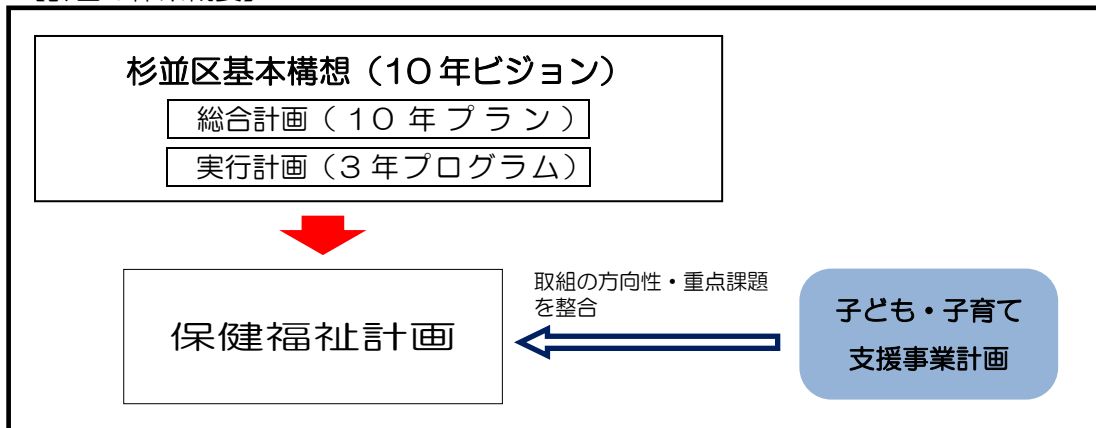 杉並区基本構想（10年ビジョン）
総合計画（10年プラン）
実行計画（3年プログラム）
保健福祉計画
取組の方向性・重点課題
を整合
子ども・子育て
支援事業計画